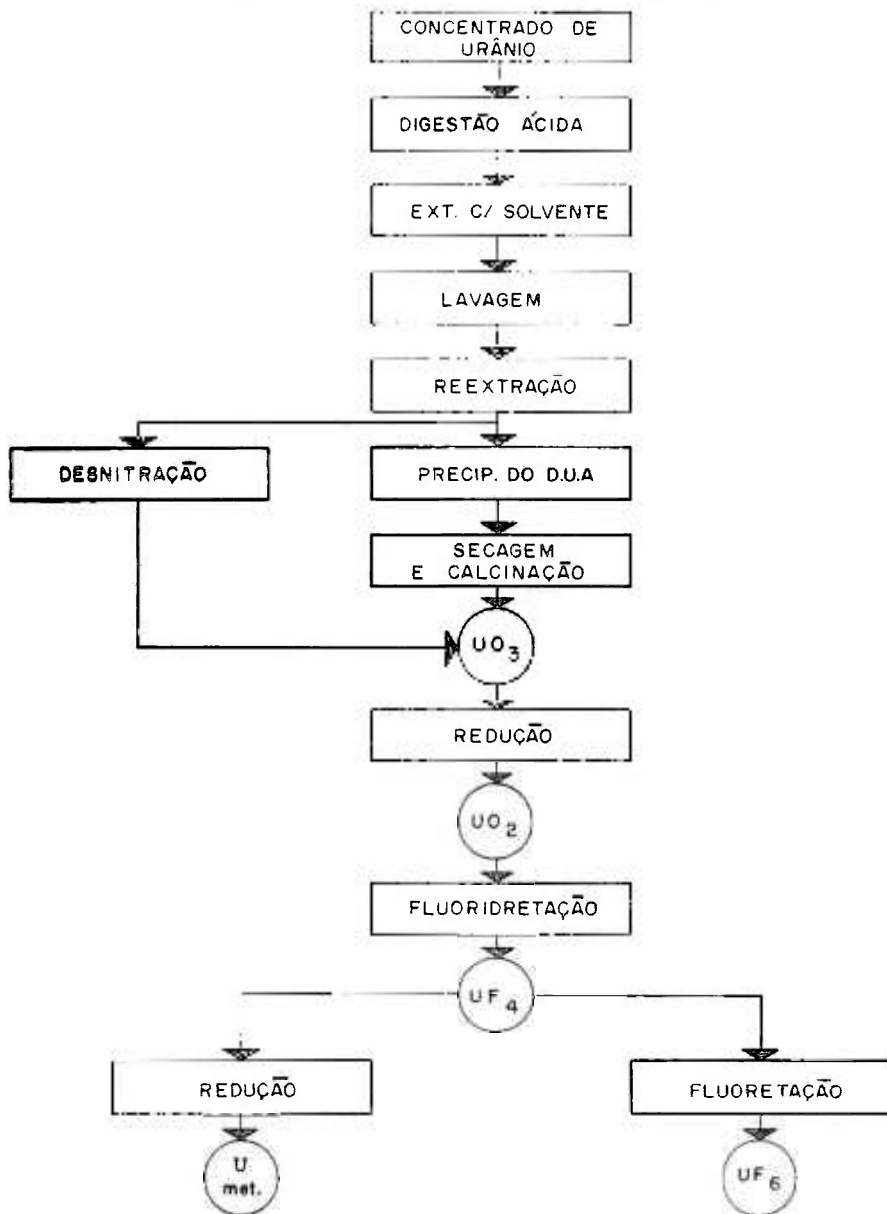 CONCENTRADO DE
URÂNIO
DIGESTÃO ÁCIDA
EXT. C/ SOLVENTE
LAVAGEM
REEXTRAÇÃO
DESNITRAÇÃO
PRECIP. DO D.U.A
SECAGEM
E CALCINAÇÃO
UO₃
REDUÇÃO
UO₂
FLUORIDRETAÇÃO
UF₄
REDUÇÃO
FLUORETAÇÃO
U
met.
UF₆